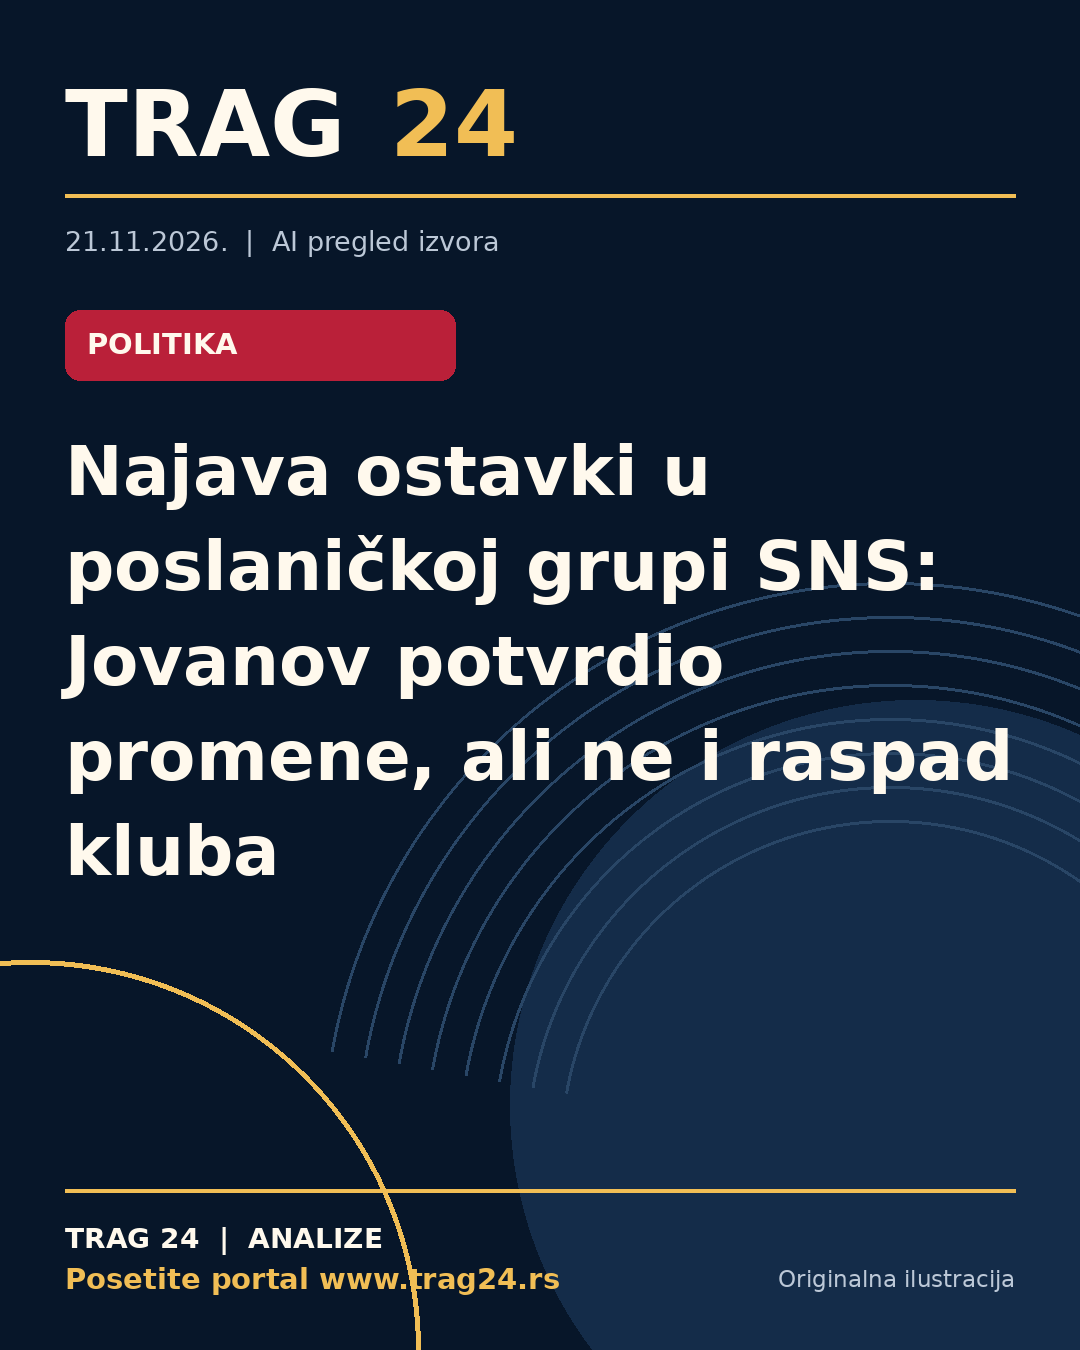 TRAG 24
21.11.2026. | AI pregled izvora
POLITIKA
Najava ostavki u
poslaničkoj grupi SNS:
Jovanov potvrdio
promene, ali ne i raspad
kluba
TRAG 24 | ANALIZE
Posetite portal www.trag24.rs
Originalna ilustracija